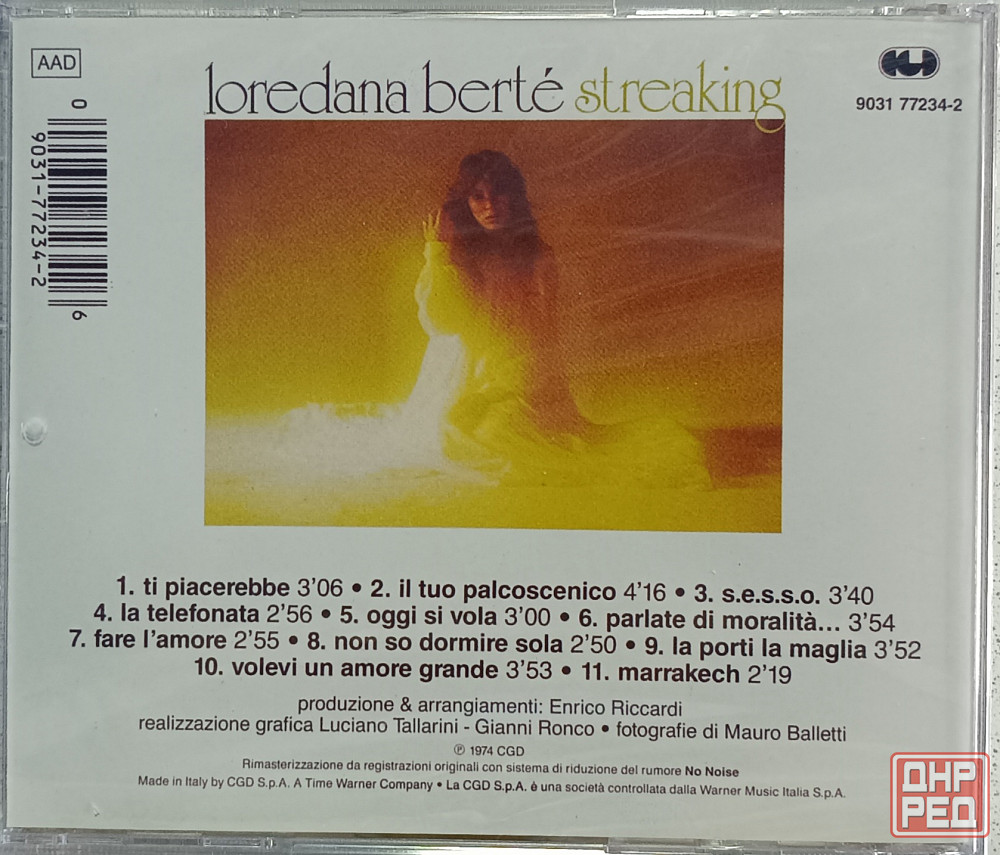 AAD
loredana berté streaking
9031 77234-2
0
9031-77234-2
6
1. ti piacerebbe 3'06 • 2. il tuo palcoscenico 4'16 • 3. s.e.s.s.o. 3'40
4. la telefonata 2'56 • 5. oggi si vola 3'00 • 6. parlate di moralità... 3'54
7. fare l'amore 2'55 • 8. non so dormire sola 2'50 • 9. la porti la maglia 3'52
10. volevi un amore grande 3'53 • 11. marrakech 2'19
produzione & arrangiamenti: Enrico Riccardi
realizzazione grafica Luciano Tallarini - Gianni Ronco • fotografie di Mauro Balletti
℗ 1974 CGD
Rimasterizzazione da registrazioni originali con sistema di riduzione del rumore No Noise
Made in Italy by CGD S.p.A. A Time Warner Company • La CGD S.p.A. è una società controllata dalla Warner Music Italia S.p.A.
ДНР
РЕД